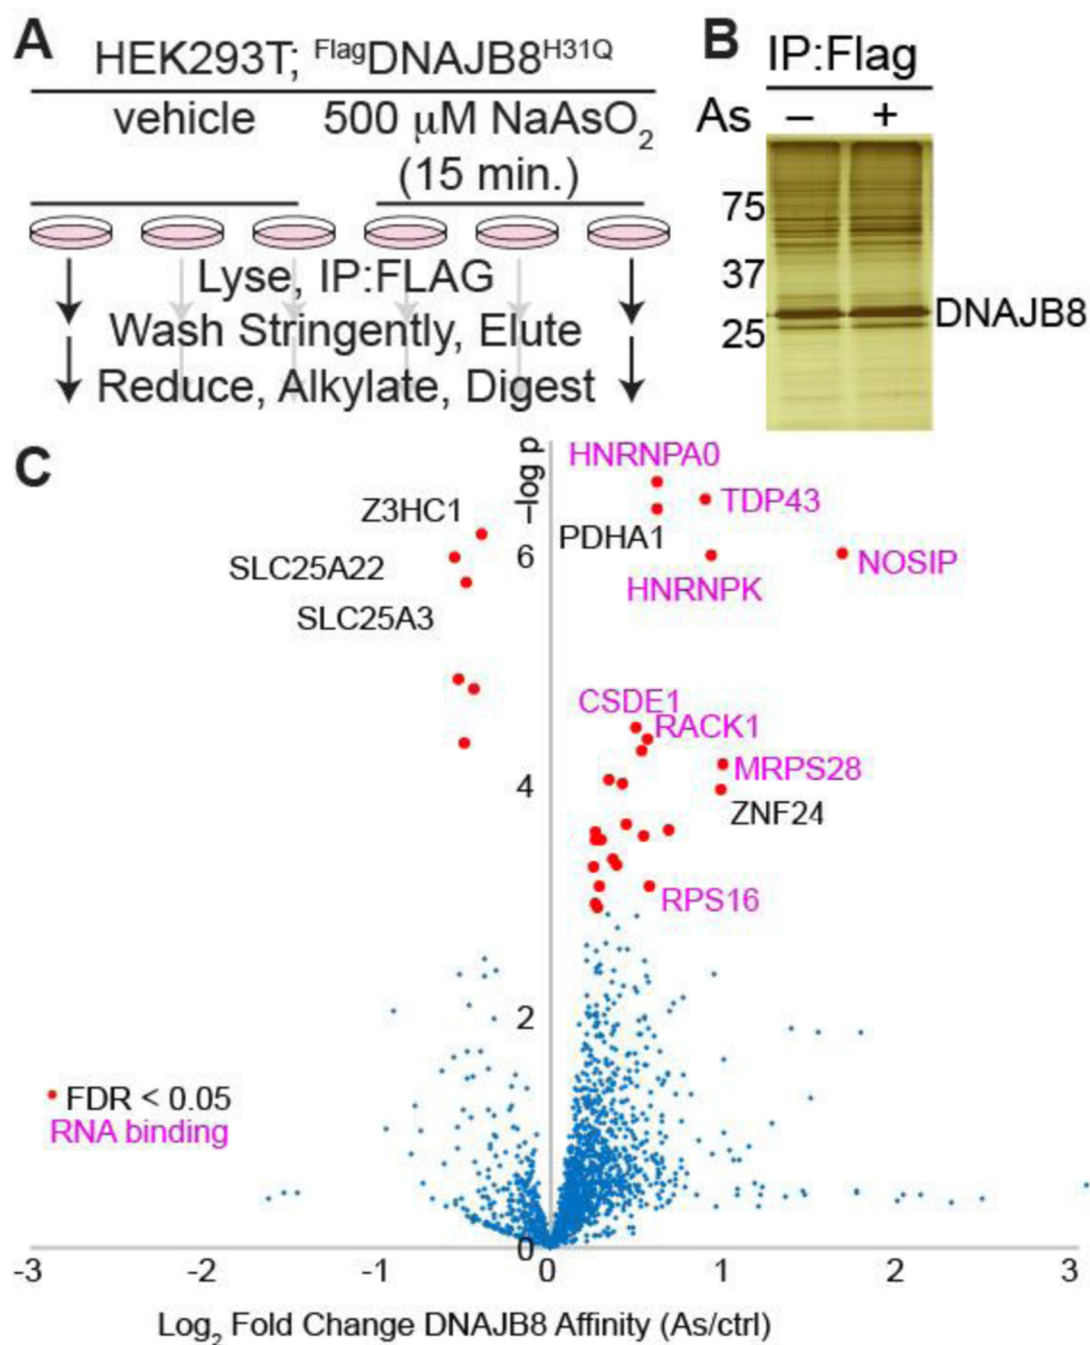 A
HEK293T; FlagDNAJB8H31Q
vehicle 500 μM NaAsO2
(15 min.)
Lyse, IP:FLAG
Wash Stringently, Elute
Reduce, Alkylate, Digest
B
IP:Flag
As – +
75
37
25
DNAJB8
C
–log p
HNRNPA0
TDP43
Z3HC1
PDHA1
6
NOSIP
SLC25A22
HNRNPK
SLC25A3
CSDE1
RACK1
MRPS28
4
ZNF24
RPS16
2
FDR < 0.05
RNA binding
0
-3 -2 -1 0 1 2 3
Log2 Fold Change DNAJB8 Affinity (As/ctrl)